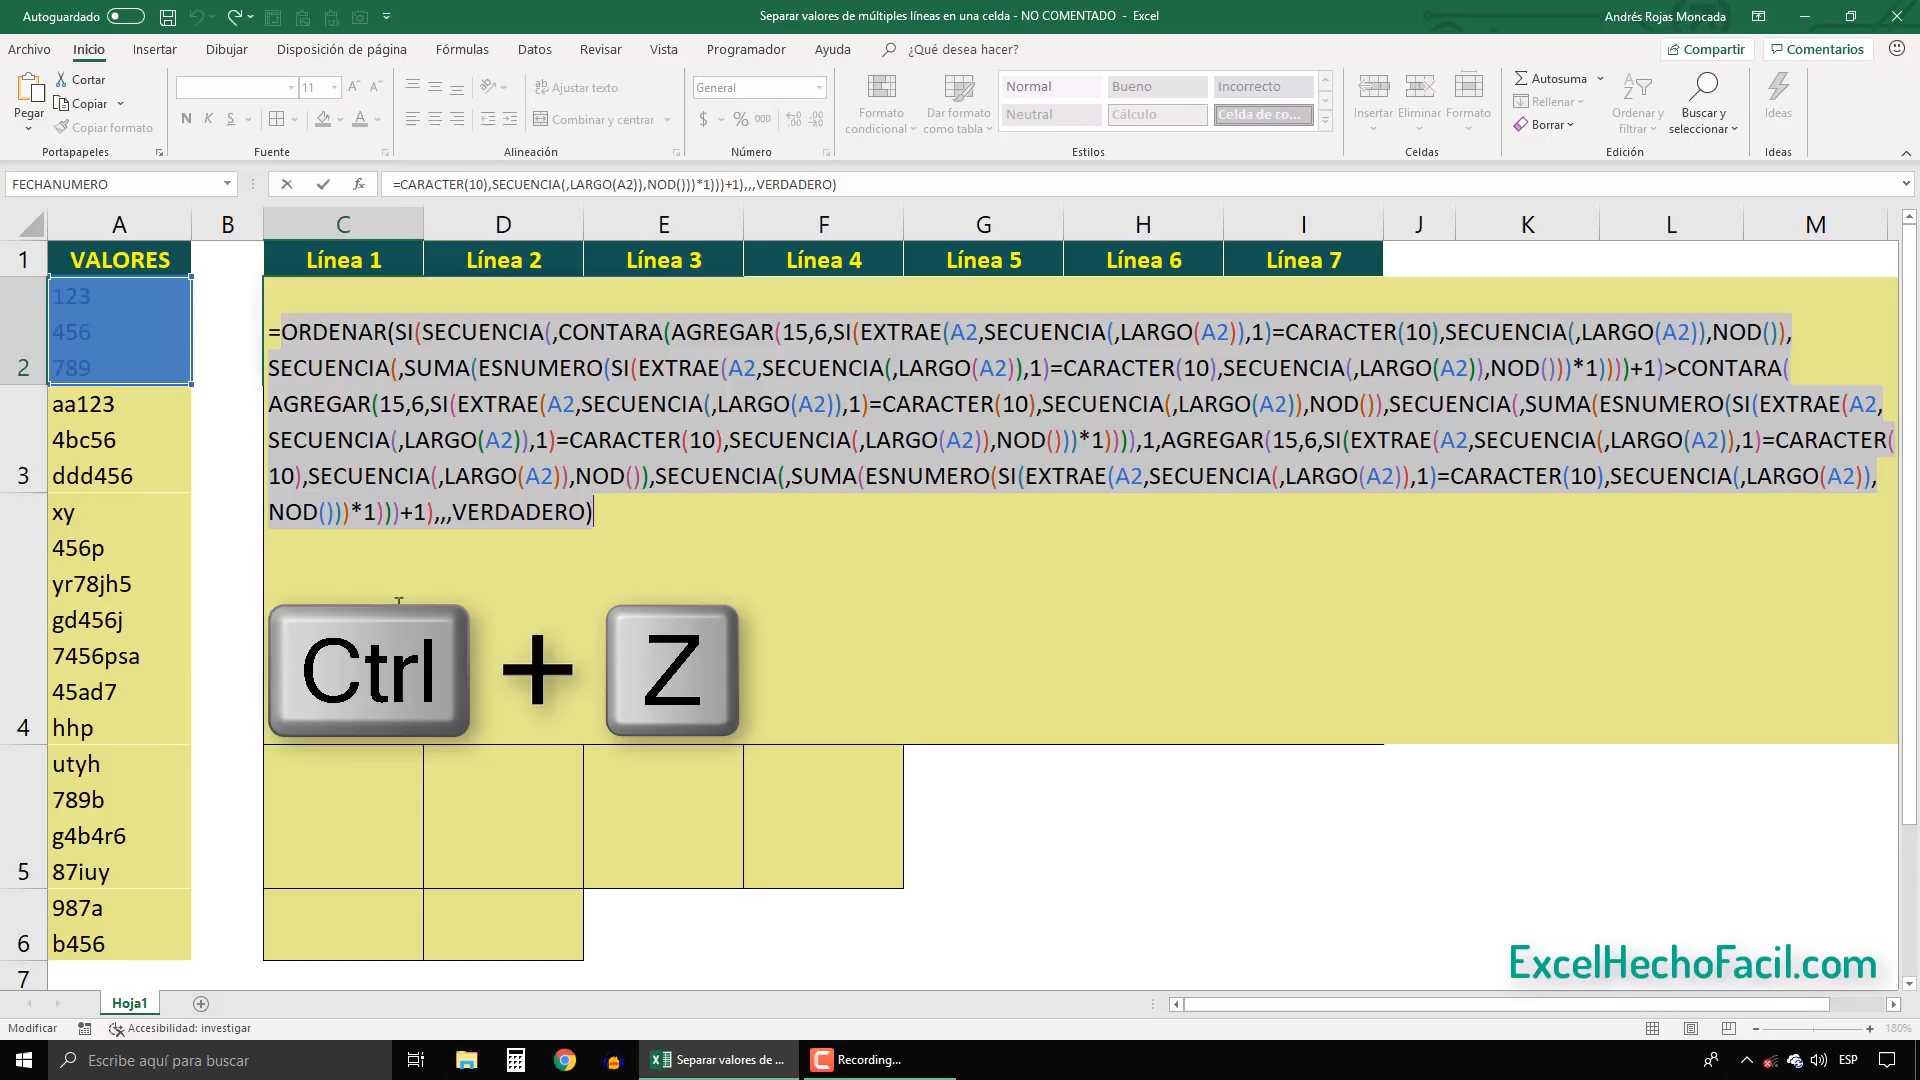 Autoguardado
Separar valores de múltiples líneas en una celda - NO COMENTADO - Excel
Andrés Rojas Moncada
Archivo Inicio Insertar Dibujar Disposición de página Fórmulas Datos Revisar Vista Programador Ayuda ¿Qué desea hacer? Compartir Comentarios
Pegar
Cortar
Copiar
Copiar formato
Portapapeles
11
N K S
Fuente
Ajustar texto
Combinar y centrar
Alineación
General
$ % 000
Número
Formato condicional
Dar formato como tabla
Normal Bueno Incorrecto
Neutral Cálculo Celda de co...
Estilos
Insertar Eliminar Formato
Celdas
Autosuma
Rellenar
Borrar
Ordenar y filtrar
Buscar y seleccionar
Edición
Ideas
Ideas
FECHANUMERO
fx
=CARACTER(10),SECUENCIA(,LARGO(A2)),NOD()))*1)))+1),,,VERDADERO)
A B C D E F G H I J K L M
1 VALORES Línea 1 Línea 2 Línea 3 Línea 4 Línea 5 Línea 6 Línea 7
123
456
2 789
=ORDENAR(SI(SECUENCIA(,CONTARA(AGREGAR(15,6,SI(EXTRAE(A2,SECUENCIA(,LARGO(A2)),1)=CARACTER(10),SECUENCIA(,LARGO(A2)),NOD()),
SECUENCIA(,SUMA(ESNUMERO(SI(EXTRAE(A2,SECUENCIA(,LARGO(A2)),1)=CARACTER(10),SECUENCIA(,LARGO(A2)),NOD()))*1))))+1)>CONTARA(
AGREGAR(15,6,SI(EXTRAE(A2,SECUENCIA(,LARGO(A2)),1)=CARACTER(10),SECUENCIA(,LARGO(A2)),NOD()),SECUENCIA(,SUMA(ESNUMERO(SI(EXTRAE(A2,
SECUENCIA(,LARGO(A2)),1)=CARACTER(10),SECUENCIA(,LARGO(A2)),NOD()))*1)))),1,AGREGAR(15,6,SI(EXTRAE(A2,SECUENCIA(,LARGO(A2)),1)=CARACTER(
10),SECUENCIA(,LARGO(A2)),NOD()),SECUENCIA(,SUMA(ESNUMERO(SI(EXTRAE(A2,SECUENCIA(,LARGO(A2)),1)=CARACTER(10),SECUENCIA(,LARGO(A2)),
NOD()))*1)))+1),,,VERDADERO)
aa123
4bc56
3 ddd456
xy
456p
yr78jh5
gd456j
7456psa
45ad7
4 hhp
Ctrl + Z
utyh
789b
g4b4r6
5 87iuy
987a
6 b456
7
ExcelHechoFacil.com
Hoja1
Modificar
Accesibilidad: investigar
180%
Escribe aquí para buscar
Separar valores de ...
Recording...
ESP